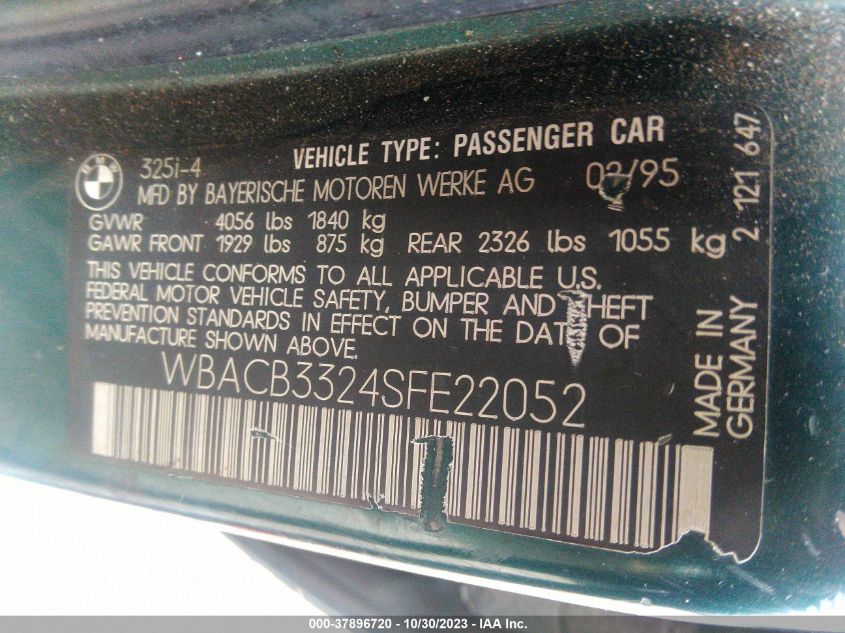 BMW
325i-4 VEHICLE TYPE: PASSENGER CAR
MFD BY BAYERISCHE MOTOREN WERKE AG /95
GVWR 4056 lbs 1840 kg
GAWR FRONT 1929 lbs 875 kg REAR 2326 lbs 1055 kg
THIS VEHICLE CONFORMS TO ALL APPLICABLE U.S.
FEDERAL MOTOR VEHICLE SAFETY, BUMPER AND THEFT
PREVENTION STANDARDS IN EFFECT ON THE DATE OF
MANUFACTURE SHOWN ABOVE.
WBACB3324SFE22052
MADE IN
GERMANY
2 121 647
000-37896720 - 10/30/2023 - IAA Inc.